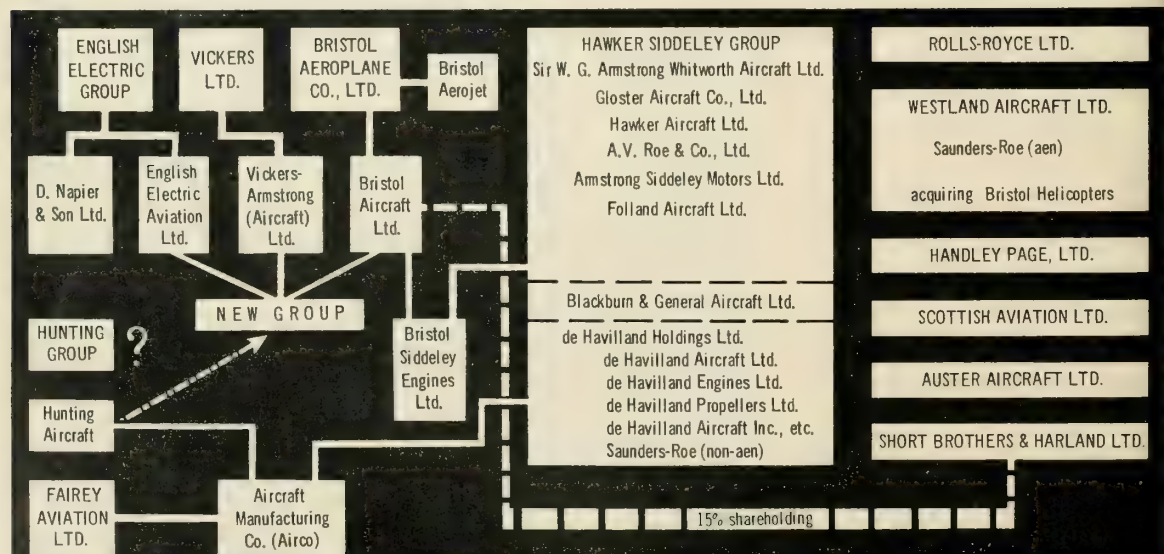 ENGLISH
ELECTRIC
GROUP
VICKERS
LTD.
BRISTOL
AEROPLANE
CO., LTD.
Bristol
Aerojet
D. Napier
& Son Ltd.
English
Electric
Aviation
Ltd.
Vickers-
Armstrong
(Aircraft)
Ltd.
Bristol
Aircraft
Ltd.
NEW GROUP
HUNTING
GROUP
?
Bristol
Siddeley
Engines
Ltd.
Hunting
Aircraft
FAIREY
AVIATION
LTD.
Aircraft
Manufacturing
Co. (Airco)
HAWKER SIDDELEY GROUP
Sir W. G. Armstrong Whitworth Aircraft Ltd.
Gloster Aircraft Co., Ltd.
Hawker Aircraft Ltd.
A.V. Roe & Co., Ltd.
Armstrong Siddeley Motors Ltd.
Folland Aircraft Ltd.
Blackburn & General Aircraft Ltd.
de Havilland Holdings Ltd.
de Havilland Aircraft Ltd.
de Havilland Engines Ltd.
de Havilland Propellers Ltd.
de Havilland Aircraft Inc., etc.
Saunders-Roe (non-aen)
15% shareholding
ROLLS-ROYCE LTD.
WESTLAND AIRCRAFT LTD.
Saunders-Roe (aen)
acquiring Bristol Helicopters
HANDLEY PAGE, LTD.
SCOTTISH AVIATION LTD.
AUSTER AIRCRAFT LTD.
SHORT BROTHERS & HARLAND LTD.